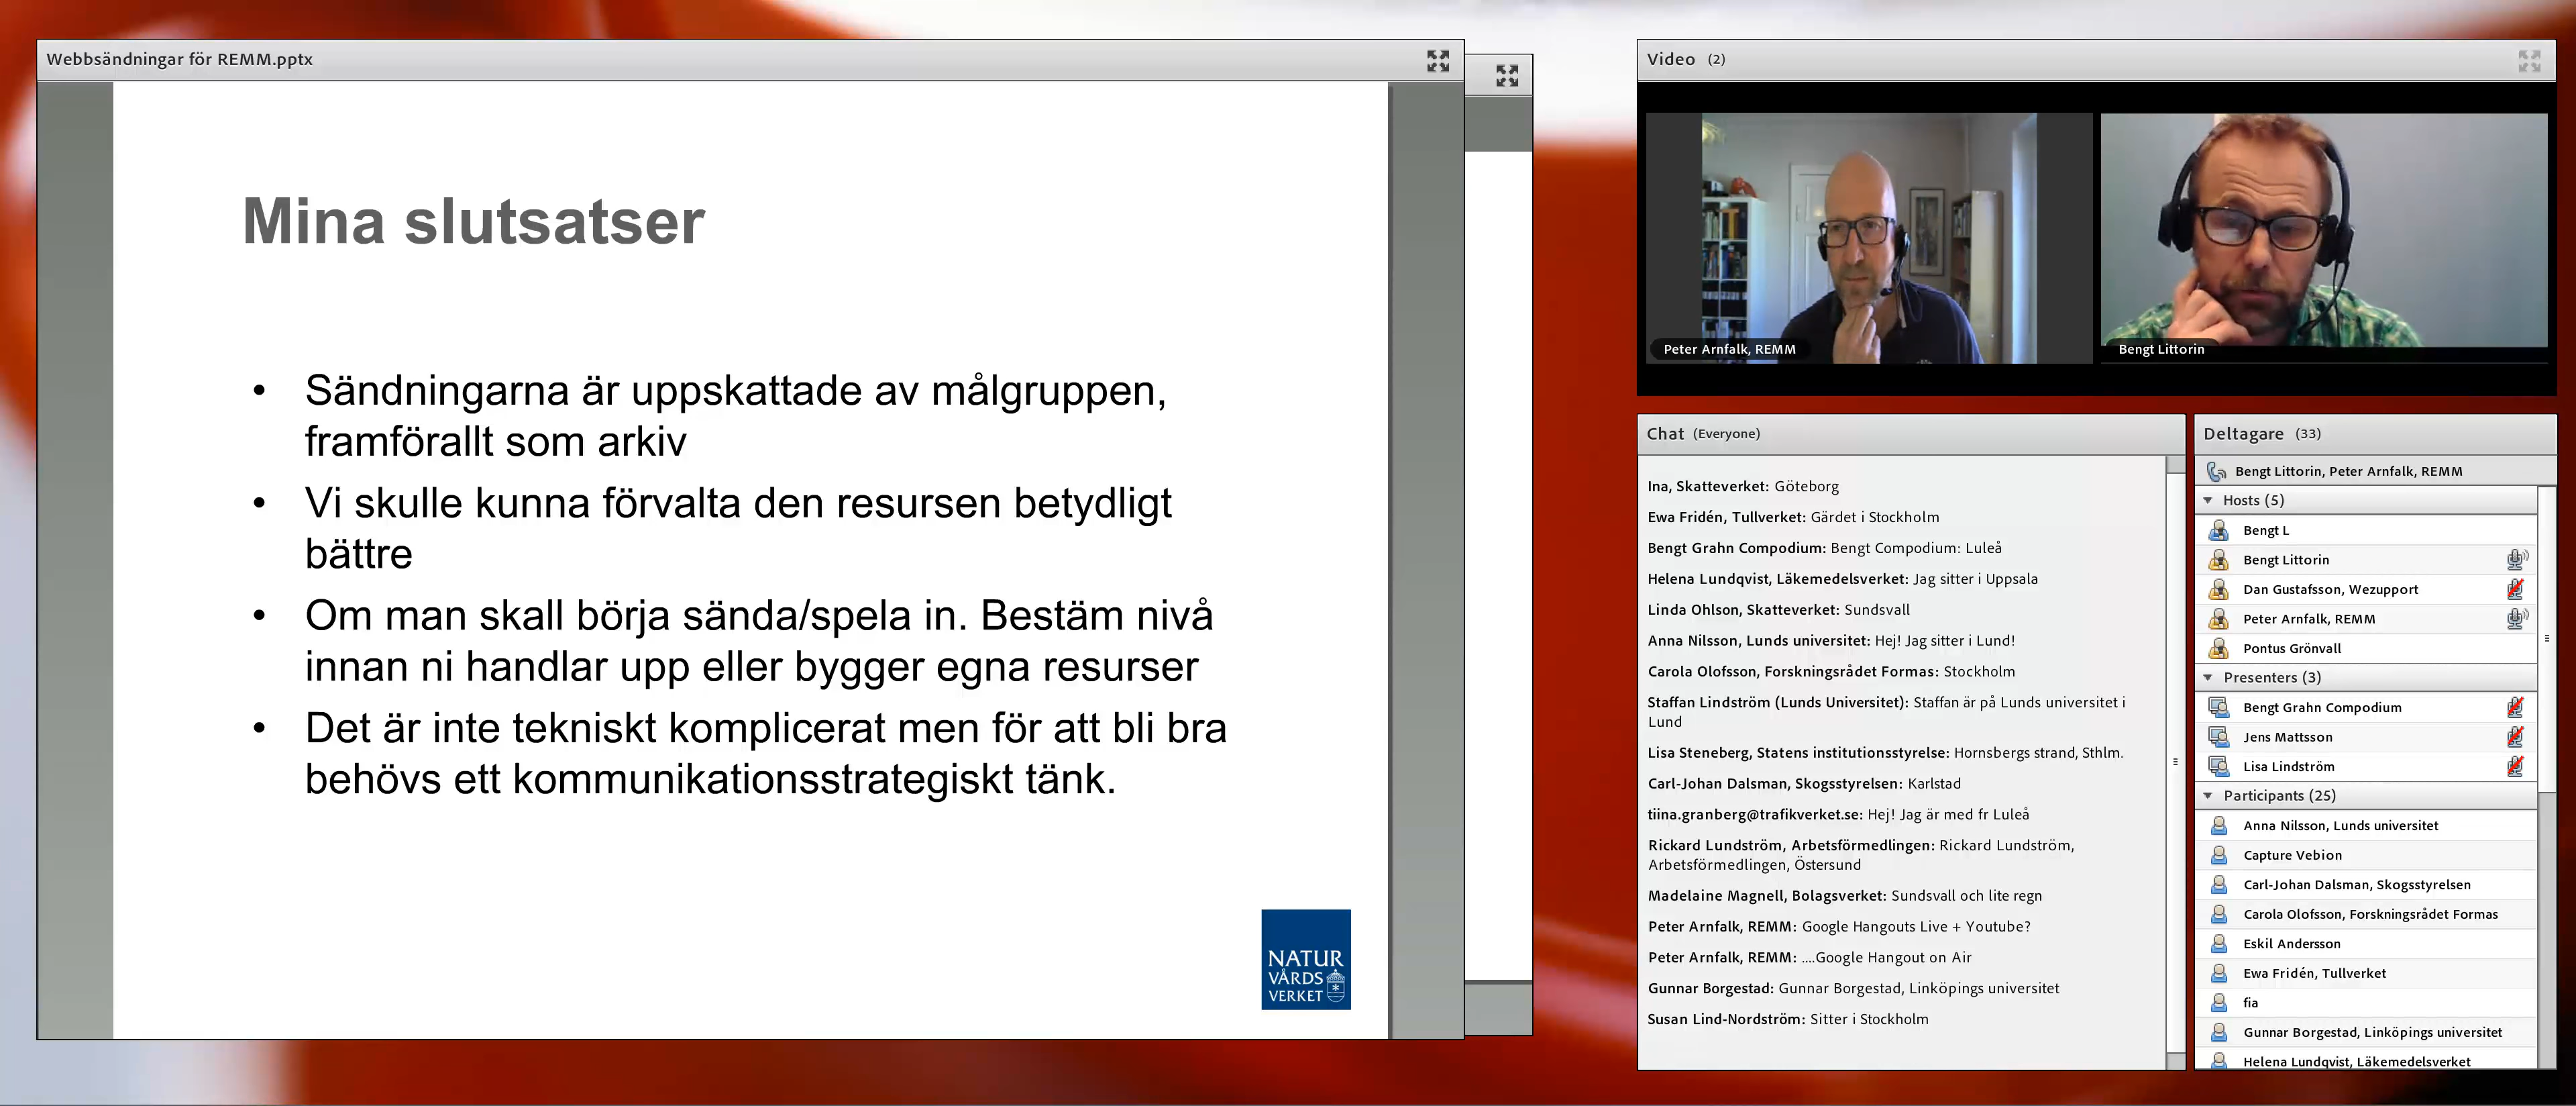 Webbsändningar för REMM.pptx
Mina slutsatser
• Sändningarna är uppskattade av målgruppen,
framförallt som arkiv
• Vi skulle kunna förvalta den resursen betydligt
bättre
• Om man skall börja sända/spela in. Bestäm nivå
innan ni handlar upp eller bygger egna resurser
• Det är inte tekniskt komplicerat men för att bli bra
behövs ett kommunikationsstrategiskt tänk.
NATUR
VÅRDS
VERKET
Video (2)
Peter Arnfalk, REMM
Bengt Littorin
Chat (Everyone)
Ina, Skatteverket: Göteborg
Ewa Fridén, Tullverket: Gärdet i Stockholm
Bengt Grahn Compodium: Bengt Compodium: Luleå
Helena Lundqvist, Läkemedelsverket: Jag sitter i Uppsala
Linda Ohlson, Skatteverket: Sundsvall
Anna Nilsson, Lunds universitet: Hej! Jag sitter i Lund!
Carola Olofsson, Forskningsrådet Formas: Stockholm
Staffan Lindström (Lunds Universitet): Staffan är på Lunds universitet i
Lund
Lisa Steneberg, Statens institutionsstyrelse: Hornsbergs strand, Sthlm.
Carl-Johan Dalsman, Skogsstyrelsen: Karlstad
tiina.granberg@trafikverket.se: Hej! Jag är med fr Luleå
Rickard Lundström, Arbetsförmedlingen: Rickard Lundström,
Arbetsförmedlingen, Östersund
Madelaine Magnell, Bolagsverket: Sundsvall och lite regn
Peter Arnfalk, REMM: Google Hangouts Live + Youtube?
Peter Arnfalk, REMM: ....Google Hangout on Air
Gunnar Borgestad: Gunnar Borgestad, Linköpings universitet
Susan Lind-Nordström: Sitter i Stockholm
Deltagare (33)
Bengt Littorin, Peter Arnfalk, REMM
Hosts (5)
Bengt L
Bengt Littorin
Dan Gustafsson, Wezupport
Peter Arnfalk, REMM
Pontus Grönvall
Presenters (3)
Bengt Grahn Compodium
Jens Mattsson
Lisa Lindström
Participants (25)
Anna Nilsson, Lunds universitet
Capture Vebion
Carl-Johan Dalsman, Skogsstyrelsen
Carola Olofsson, Forskningsrådet Formas
Eskil Andersson
Ewa Fridén, Tullverket
fia
Gunnar Borgestad, Linköpings universitet
Helena Lundqvist, Läkemedelsverket